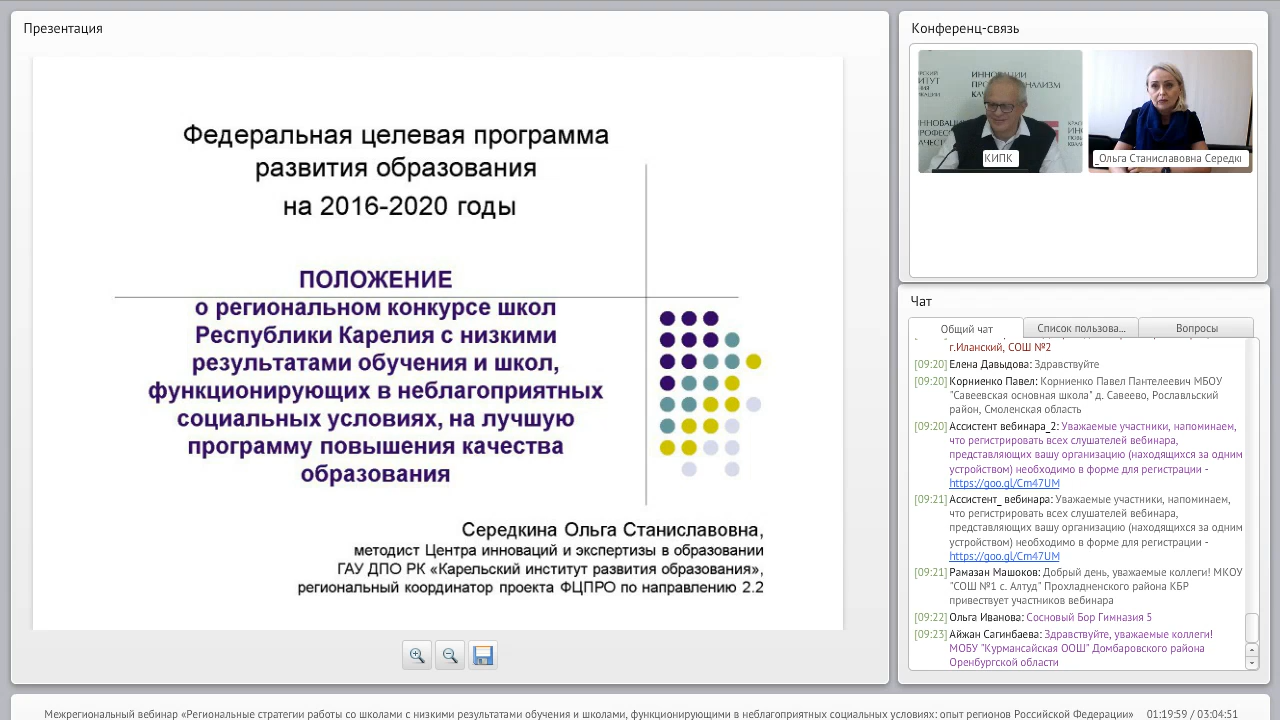 Презентация
Федеральная целевая программа
развития образования
на 2016-2020 годы
ПОЛОЖЕНИЕ
о региональном конкурсе школ
Республики Карелия с низкими
результатами обучения и школ,
функционирующих в неблагоприятных
социальных условиях, на лучшую
программу повышения качества
образования
Середкина Ольга Станиславовна,
методист Центра инноваций и экспертизы в образовании
ГАУ ДПО РК «Карельский институт развития образования»,
региональный координатор проекта ФЦПРО по направлению 2.2
Конференц-связь
КИПК
_Ольга Станиславовна Середкі
Чат
Общий чат
Список пользова...
Вопросы
г.Иланский, СОШ №2
[09:20] Елена Давыдова: Здравствуйте
[09:20] Корниенко Павел: Корниенко Павел Пантелеевич МБОУ
"Савеевская основная школа" д. Савеево, Рославльский
район, Смоленская область
[09:20] Ассистент вебинара_2: Уважаемые участники, напоминаем,
что регистрировать всех слушателей вебинара,
представляющих вашу организацию (находящихся за одним
устройством) необходимо в форме для регистрации -
https://goo.gl/Cm47UM
[09:21] Ассистент_ вебинара: Уважаемые участники, напоминаем,
что регистрировать всех слушателей вебинара,
представляющих вашу организацию (находящихся за одним
устройством) необходимо в форме для регистрации -
https://goo.gl/Cm47UM
[09:21] Рамазан Машоков: Добрый день, уважаемые коллеги! МКОУ
"СОШ №1 с. Алтуд" Прохладненского района КБР
привествует участников вебинара
[09:22] Ольга Иванова: Сосновый Бор Гимназия 5
[09:23] Айжан Сагинбаева: Здравствуйте, уважаемые коллеги!
МОБУ "Курмансайская ООШ" Домбаровского района
Оренбургской области
Межрегиональный вебинар «Региональные стратегии работы со школами с низкими результатами обучения и школами, функционирующими в неблагоприятных социальных условиях: опыт регионов Российской Федерации» 01:19:59 / 03:04:51